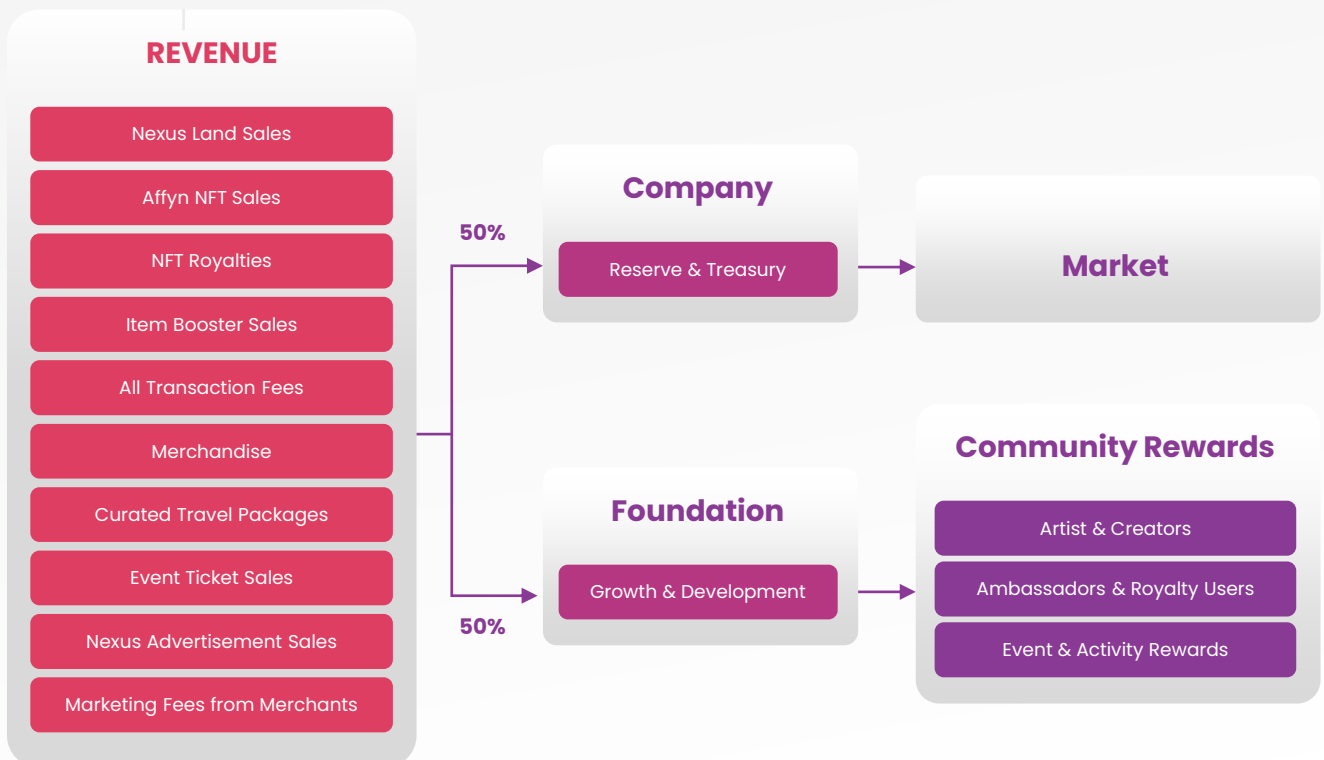 REVENUE
Nexus Land Sales
Affyn NFT Sales
NFT Royalties
Item Booster Sales
All Transaction Fees
Merchandise
Curated Travel Packages
Event Ticket Sales
Nexus Advertisement Sales
Marketing Fees from Merchants
50%
50%
Company
Reserve & Treasury
Foundation
Growth & Development
Market
Community Rewards
Artist & Creators
Ambassadors & Royalty Users
Event & Activity Rewards